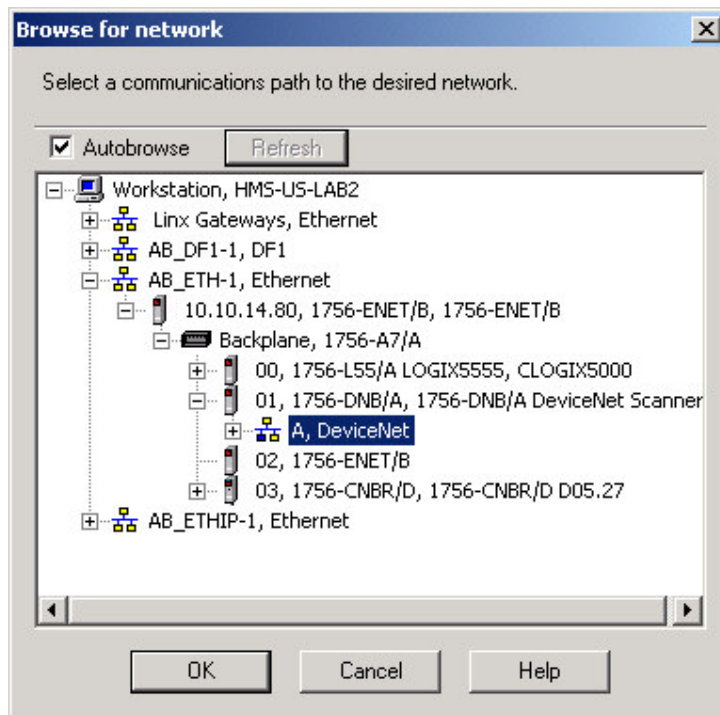 Browse for network
Select a communications path to the desired network.
Autobrowse Refresh
Workstation, HMS-US-LAB2
Linx Gateways, Ethernet
AB_DF1-1, DF1
AB_ETH-1, Ethernet
10.10.14.80, 1756-ENET/B, 1756-ENET/B
Backplane, 1756-A7/A
00, 1756-L55/A LOGIX5555, CLOGIX5000
01, 1756-DNB/A, 1756-DNB/A DeviceNet Scanner
A, DeviceNet
02, 1756-ENET/B
03, 1756-CNBR/D, 1756-CNBR/D D05.27
AB_ETHIP-1, Ethernet
OK Cancel Help